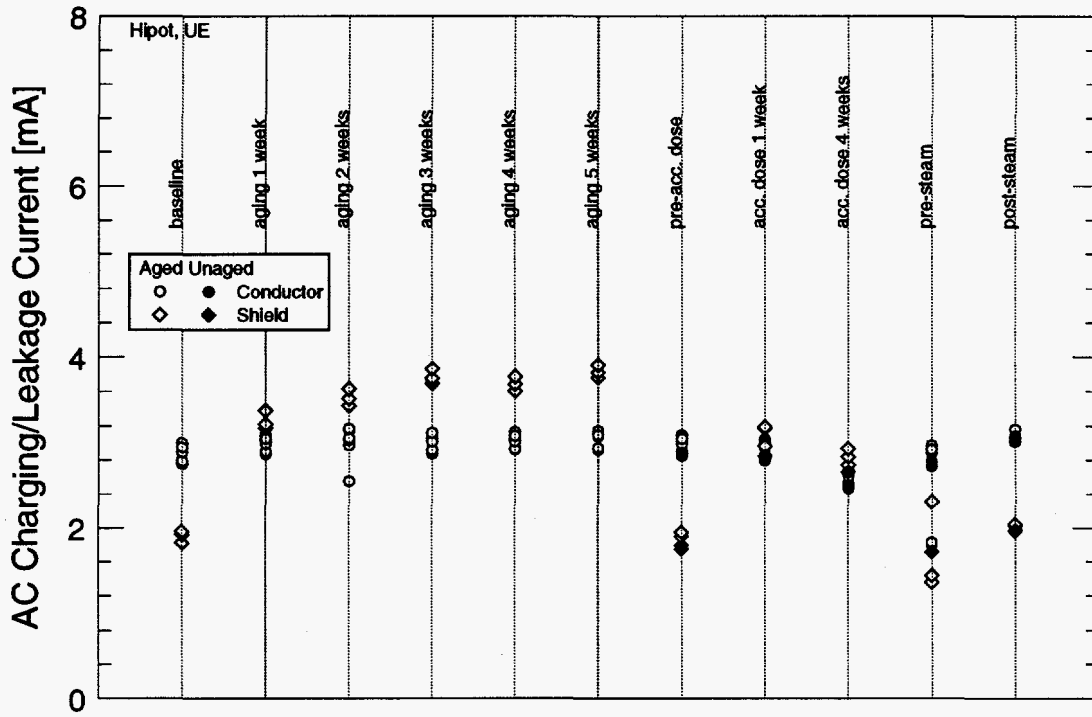 AC Charging/Leakage Current [mA]
8
6
4
2
0
Hipot, UE
baseline
aging 1 week
aging 2 weeks
aging 3 weeks
aging 4 weeks
aging 5 weeks
pre-acc. dose
acc. dose 1 week
acc. dose 4 weeks
pre-steam
post-steam
Aged Unaged
Conductor
Shield